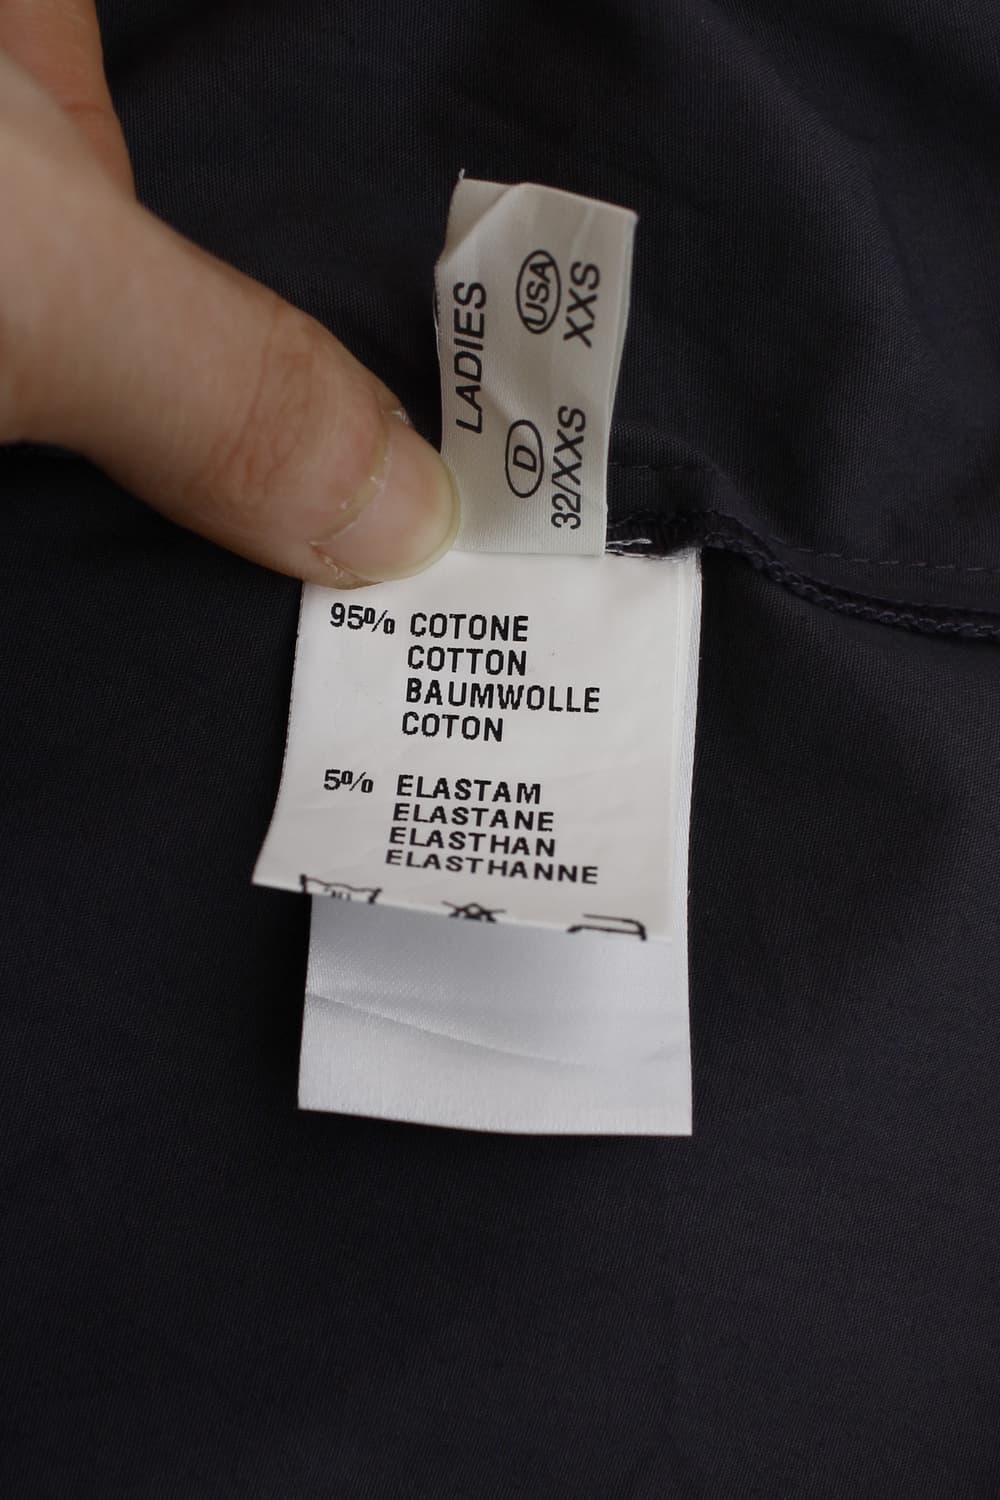 LADIES
D USA
32/XXS XXS
95% COTONE
COTTON
BAUMWOLLE
COTON
5% ELASTAM
ELASTANE
ELASTHAN
ELASTHANNE